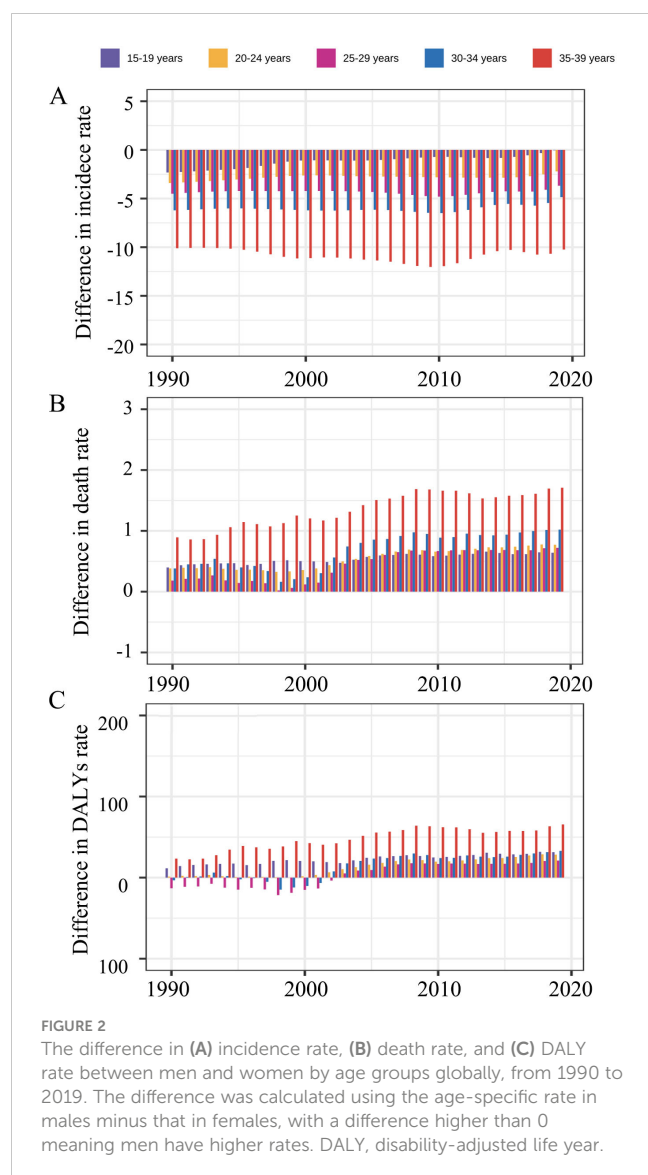 15-19 years 20-24 years 25-29 years 30-34 years 35-39 years
A
Difference in incidece rate
5
0
-5
-10
-15
-20
1990 2000 2010 2020
B
Difference in death rate
3
2
1
0
-1
1990 2000 2010 2020
C
Difference in DALYs rate
200
100
0
100
1990 2000 2010 2020
FIGURE 2
The difference in (A) incidence rate, (B) death rate, and (C) DALY
rate between men and women by age groups globally, from 1990 to
2019. The difference was calculated using the age-specific rate in
males minus that in females, with a difference higher than 0
meaning men have higher rates. DALY, disability-adjusted life year.